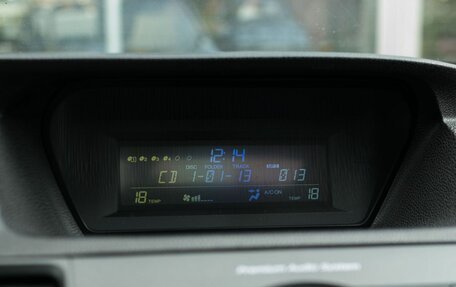 12:14
DISC FOLDER TRACK
CD 1-01-13 013
18 TEMP A/C ON TEMP 18
Premium Audio System